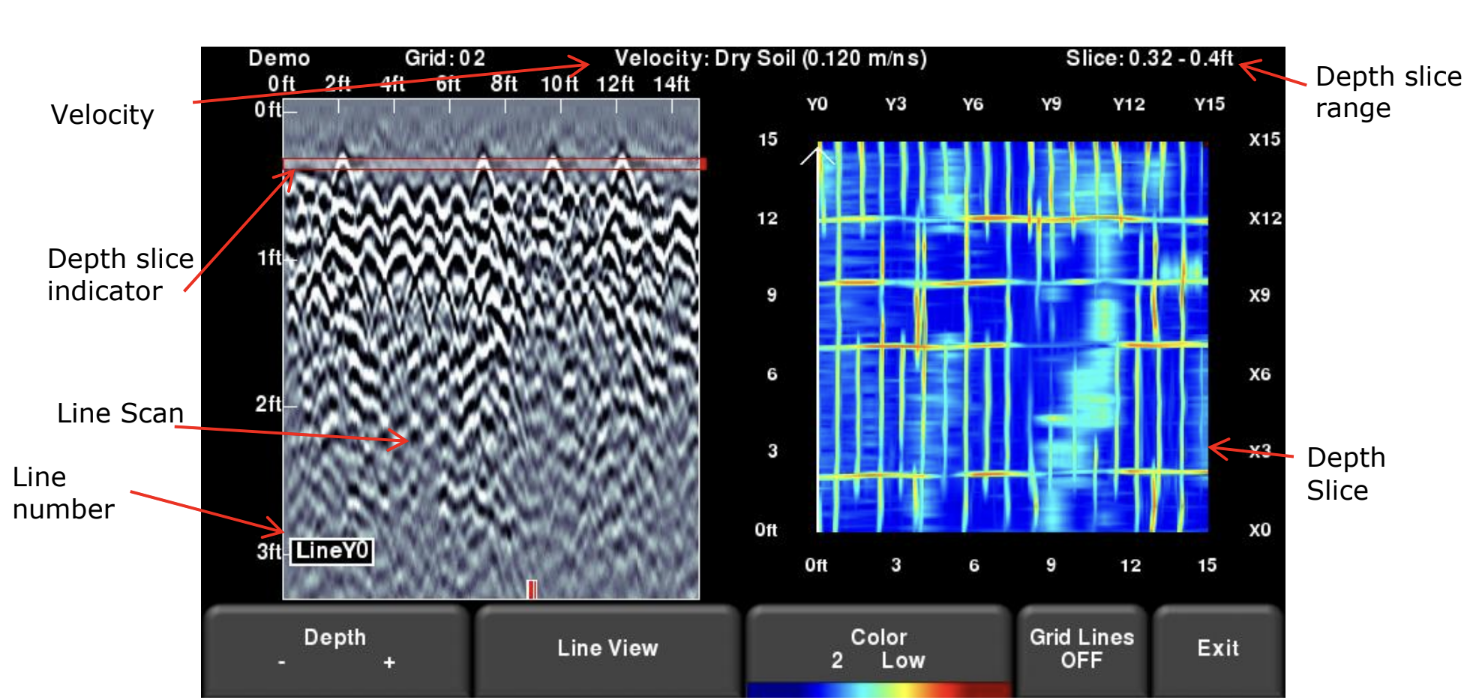 Demo Grid: 02 Velocity: Dry Soil (0.120 m/ns) Slice: 0.32 - 0.4ft
0ft 2ft 4ft 6ft 8ft 10ft 12ft 14ft
Velocity
Depth slice
range
0ft
1ft
2ft
3ft
Y0 Y3 Y6 Y9 Y12 Y15
15 X15
12 X12
9 X9
6 X6
3 X3
0ft X0
0ft 3 6 9 12 15
Depth slice
indicator
Line Scan
Line
number
LineY0
Depth
Slice
Depth
- +
Line View
Color
2 Low
Grid Lines
OFF
Exit